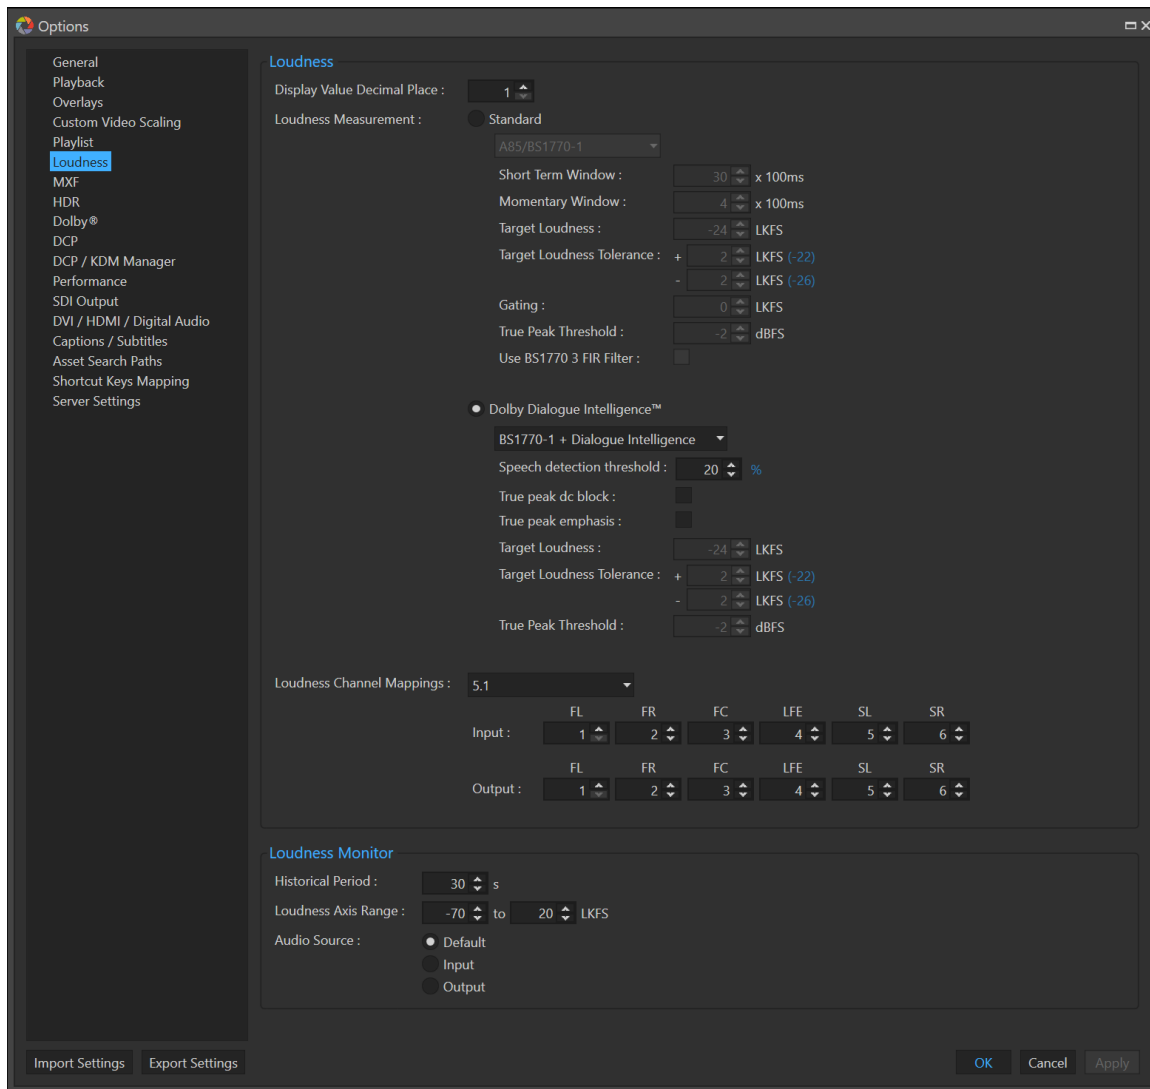 Options
General
Playback
Overlays
Custom Video Scaling
Playlist
Loudness
MXF
HDR
Dolby®
DCP
DCP / KDM Manager
Performance
SDI Output
DVI / HDMI / Digital Audio
Captions / Subtitles
Asset Search Paths
Shortcut Keys Mapping
Server Settings
Loudness
Display Value Decimal Place : 1
Loudness Measurement : Standard
A85/BS1770-1
Short Term Window : 30 x 100ms
Momentary Window : 4 x 100ms
Target Loudness : -24 LKFS
Target Loudness Tolerance : + 2 LKFS (-22)
- 2 LKFS (-26)
Gating : 0 LKFS
True Peak Threshold : -2 dBFS
Use BS1770 3 FIR Filter :
Dolby Dialogue Intelligence™
BS1770-1 + Dialogue Intelligence
Speech detection threshold : 20 %
True peak dc block :
True peak emphasis :
Target Loudness : -24 LKFS
Target Loudness Tolerance : + 2 LKFS (-22)
- 2 LKFS (-26)
True Peak Threshold : -2 dBFS
Loudness Channel Mappings : 5.1
FL FR FC LFE SL SR
Input : 1 2 3 4 5 6
FL FR FC LFE SL SR
Output : 1 2 3 4 5 6
Loudness Monitor
Historical Period : 30 s
Loudness Axis Range : -70 to 20 LKFS
Audio Source : Default
Input
Output
Import Settings Export Settings OK Cancel Apply